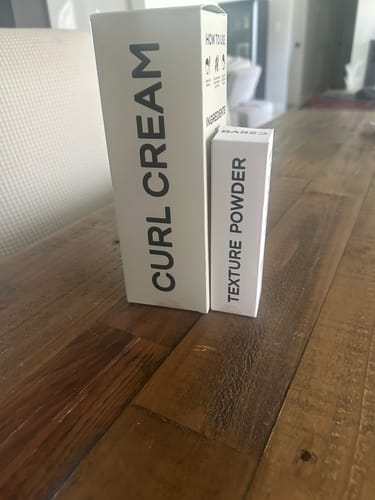 CURL CREAM
HOW TO USE
INGREDIENTS
TEXTURE POWDER